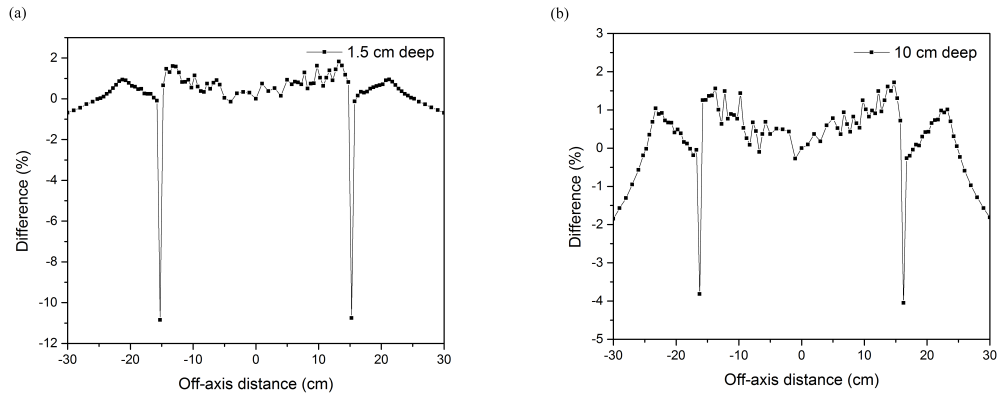 (a)
1.5 cm deep
2
0
-2
-4
-6
-8
-10
-12
Difference (%)
-30 -20 -10 0 10 20 30
Off-axis distance (cm)
(b)
10 cm deep
3
2
1
0
-1
-2
-3
-4
-5
Difference (%)
-30 -20 -10 0 10 20 30
Off-axis distance (cm)